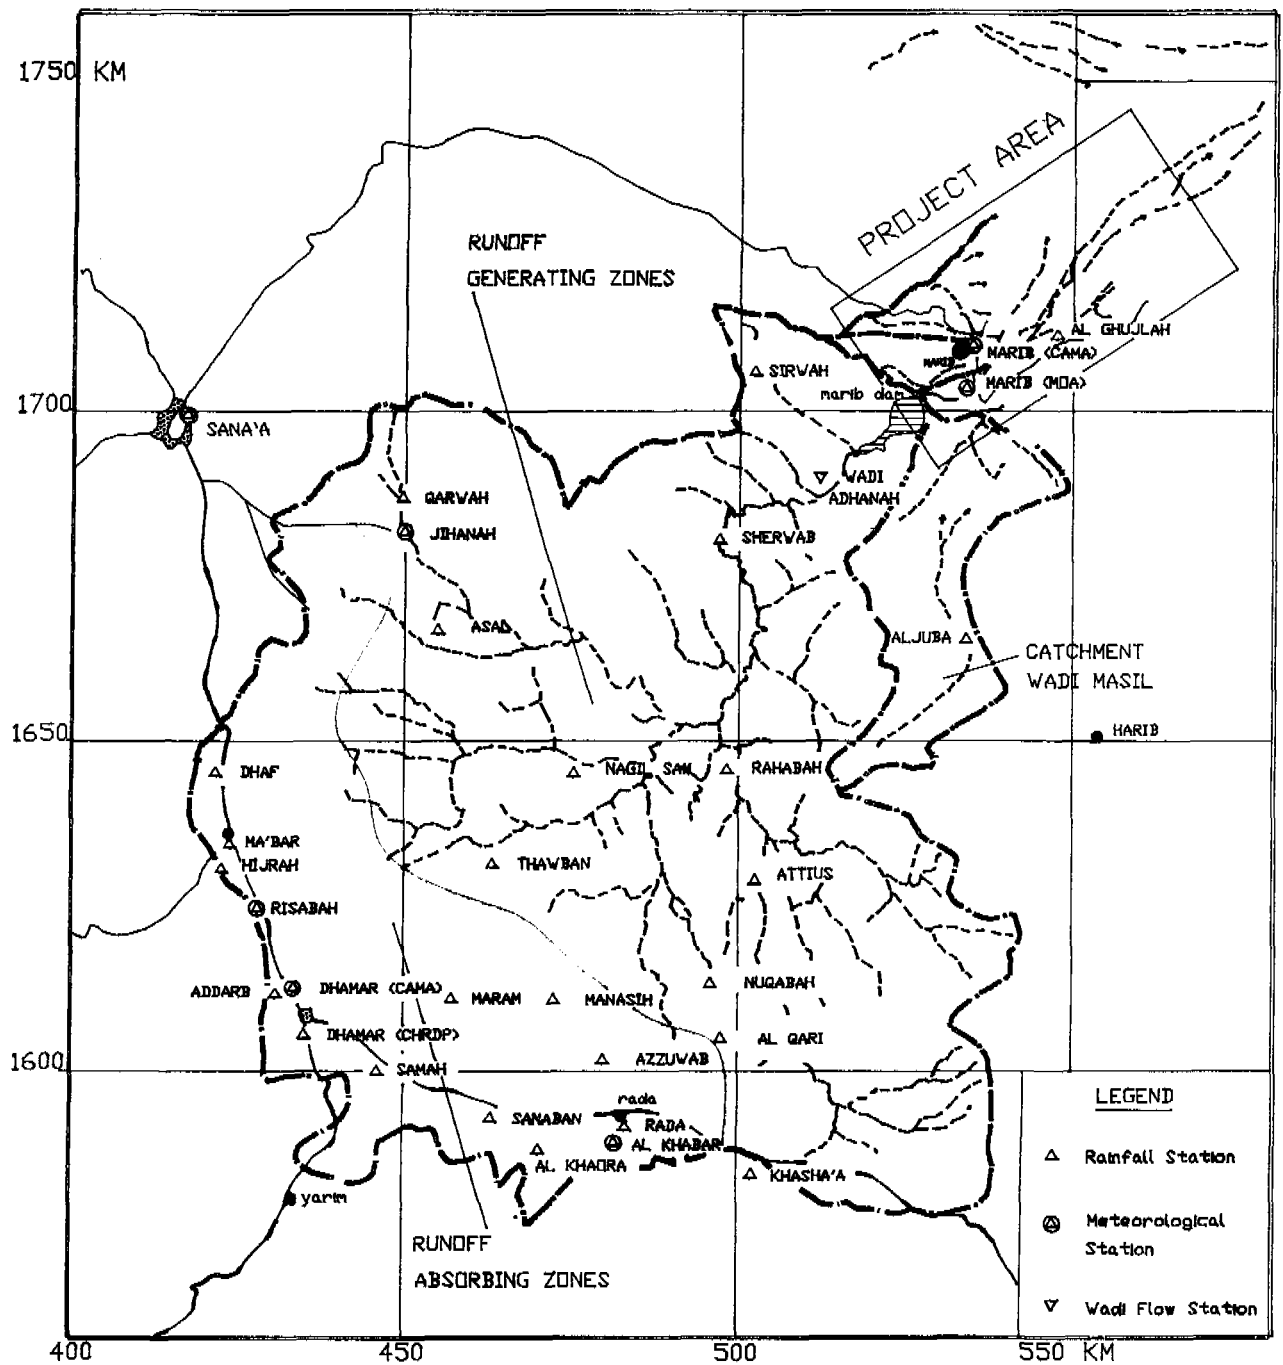 1750 KM
PROJECT AREA
RUNOFF
GENERATING ZONES
AL GHUJLAH
MARIB
MARIB (CAMA)
SIRWAH
MARIB (MOA)
marib dam
1700
SANA'A
WADI
ADHANAH
QARWAH
JIHANAH
SHERWAB
ASAD
ALJUBA
CATCHMENT
WADI MASIL
1650
HARIB
DHAF
NAGIL SAM
RAHABAH
MA'BAR
HIJRAH
THAWBAN
ATTIUS
RISABAH
ADDARB
DHAMAR (CAMA)
MARAM
MANASIH
NUQABAH
DHAMAR (CHRDP)
AL QARI
AZZUWAB
1600
SAMAH
rada
SANABAN
RADA
AL KHABAR
AL KHADRA
KHASHA'A
yarim
RUNOFF
ABSORBING ZONES
LEGEND
Rainfall Station
Meteorological
Station
Wadi Flow Station
400
450
500
550 KM